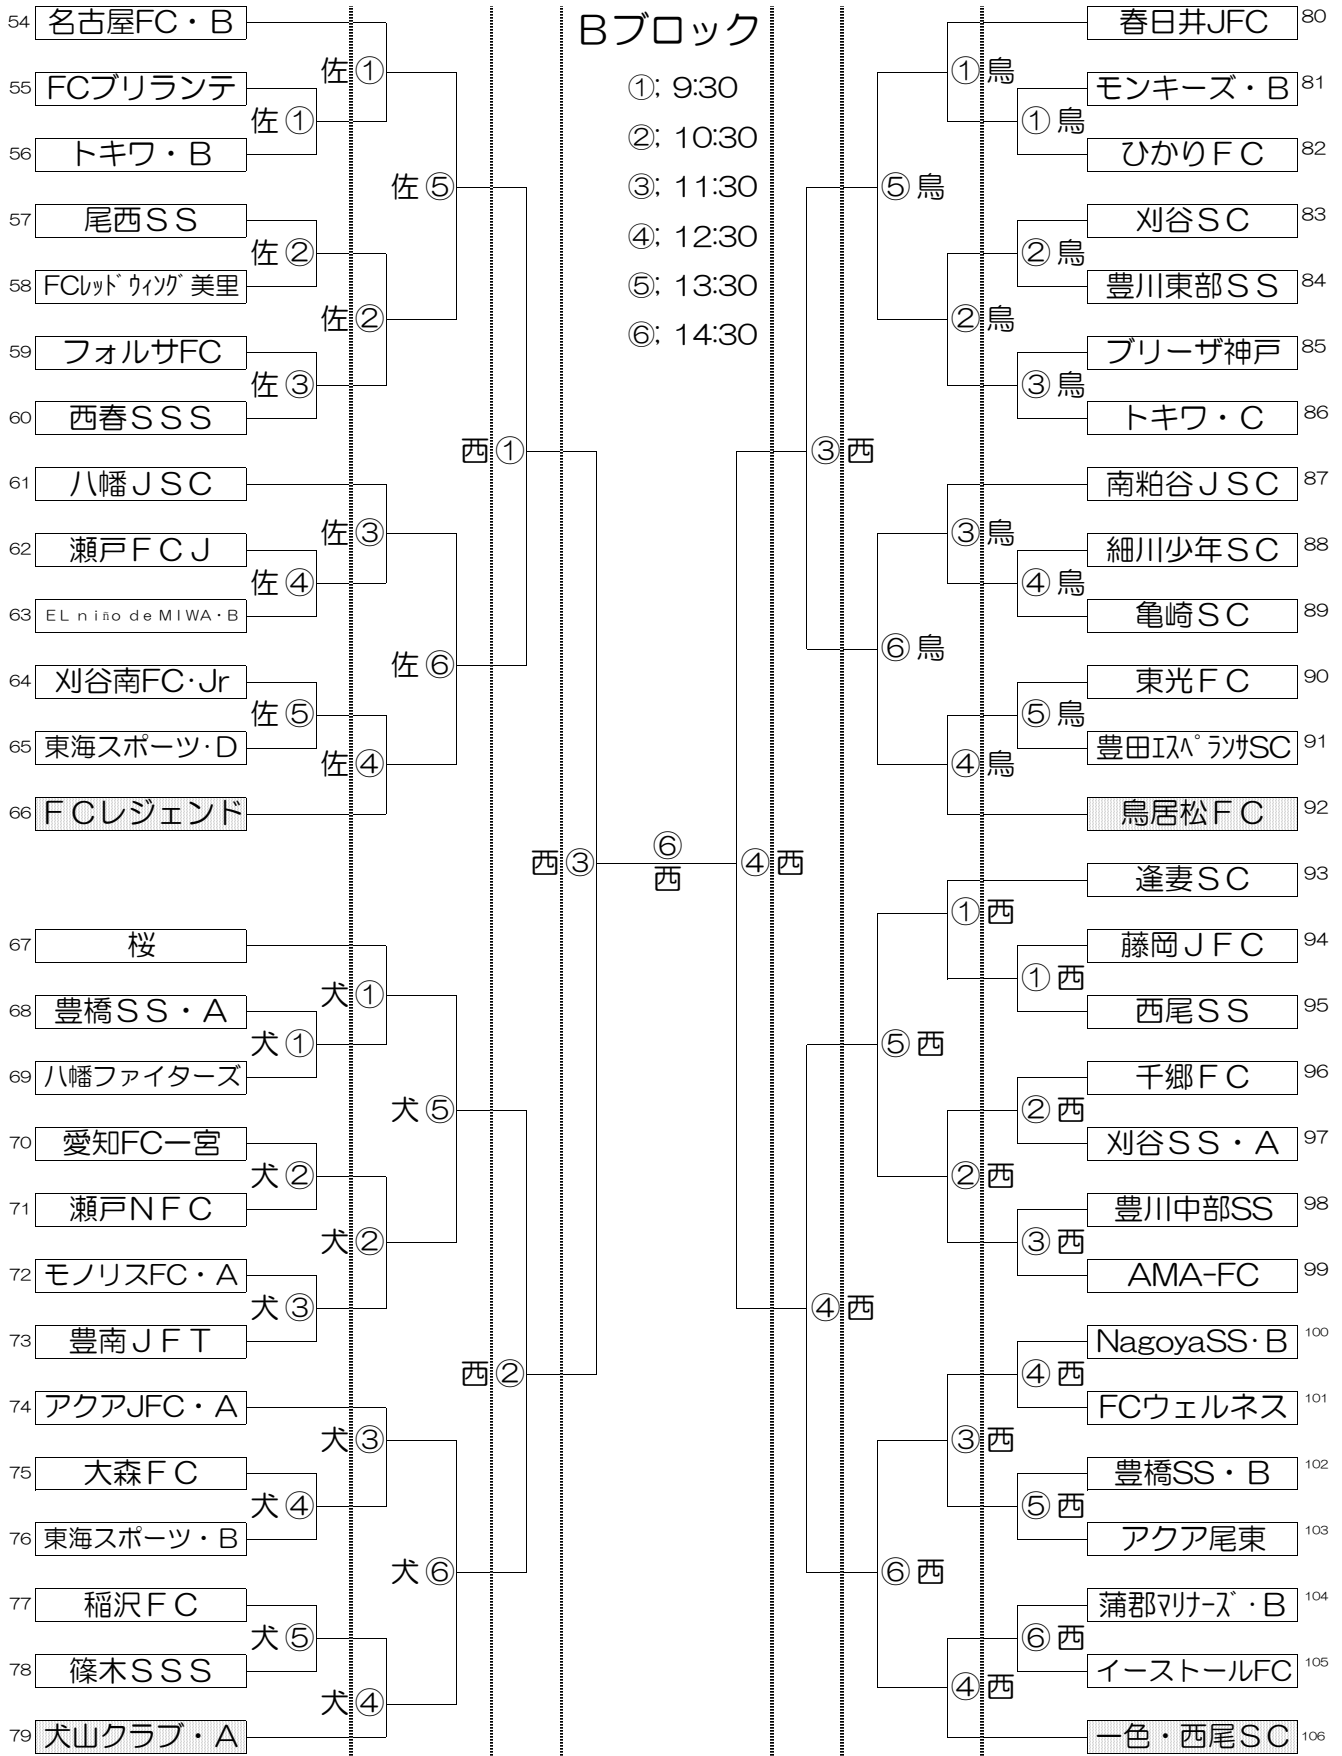 Bブロック
①; 9:30
②; 10:30
③; 11:30
④; 12:30
⑤; 13:30
⑥; 14:30
54 名古屋FC・B
佐①
55 FCブリランテ
佐①
56 トキワ・B
佐⑤
57 尾西SS
佐②
58 FCﾚｯﾄﾞｳｨﾝｸﾞ美里
佐②
59 フォルサFC
佐③
60 西春SSS
西①
61 八幡JSC
佐③
62 瀬戸FCJ
佐④
63 EL niño de MIWA・B
佐⑥
64 刈谷南FC・Jr
佐⑤
65 東海スポーツ・D
佐④
66 FCレジェンド
西③
⑥
西
④西
67 桜
犬①
68 豊橋SS・A
犬①
69 八幡ファイターズ
犬⑤
70 愛知FC一宮
犬②
71 瀬戸NFC
犬②
72 モノリスFC・A
犬③
73 豊南JFT
西②
74 アクアJFC・A
犬③
75 大森FC
犬④
76 東海スポーツ・B
犬⑥
77 稲沢FC
犬⑤
78 篠木SSS
犬④
79 犬山クラブ・A
春日井JFC 80
①鳥
モンキーズ・B 81
①鳥
ひかりFC 82
⑤鳥
刈谷SC 83
②鳥
豊川東部SS 84
②鳥
ブリーザ神戸 85
③鳥
トキワ・C 86
③西
南粕谷JSC 87
③鳥
細川少年SC 88
④鳥
亀崎SC 89
⑥鳥
東光FC 90
⑤鳥
豊田ｴｽﾍﾟﾗﾝｻSC 91
④鳥
鳥居松FC 92
逢妻SC 93
①西
藤岡JFC 94
①西
西尾SS 95
⑤西
千郷FC 96
②西
刈谷SS・A 97
②西
豊川中部SS 98
③西
AMA-FC 99
④西
NagoyaSS・B 100
④西
FCウェルネス 101
③西
豊橋SS・B 102
⑤西
アクア尾東 103
⑥西
蒲郡ﾏﾘﾅｰｽﾞ・B 104
⑥西
イーストールFC 105
④西
一色・西尾SC 106